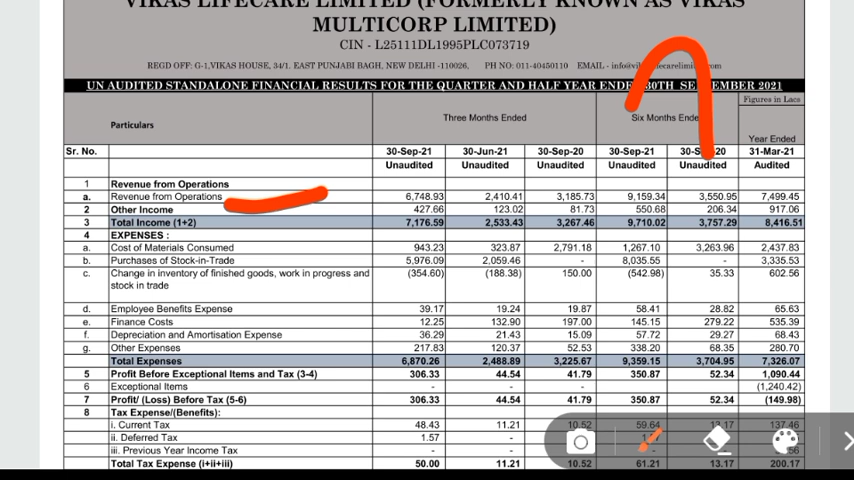 VIKAS LIFECARE LIMITED (FORMERLY KNOWN AS VIKAS
MULTICORP LIMITED)
CIN - L25111DL1995PLC073719
REGD OFF: G-1,VIKAS HOUSE, 34/1. EAST PUNJABI BAGH, NEW DELHI -110026, PH NO: 011-40450110 EMAIL -
UN AUDITED STANDALONE FINANCIAL RESULTS FOR THE QUARTER AND HALF YEAR 30TH 2021
Figures in Lacs
Particulars Three Months Ended Six Months Ended Year Ended
Sr. No. 30-Sep-21 30-Jun-21 30-Sep-20 30-Sep-21 31-Mar-21
Unaudited Unaudited Unaudited Unaudited Unaudited Audited
1 Revenue from Operations
a. Revenue from Operations 6,748.93 2,410.41 3,185.73 9,159.34 3,550.95 7,499.45
2 Other Income 427.66 123.02 81.73 550.68 206.34 917.06
3 Total Income (1+2) 7,176.59 2,533.43 3,267.46 9,710.02 3,757.29 8,416.51
4 EXPENSES :
a. Cost of Materials Consumed 943.23 323.87 2,791.18 1,267.10 3,263.96 2,437.83
b. Purchases of Stock-in-Trade 5,976.09 2,059.46 - 8,035.55 - 3,335.53
c. Change in inventory of finished goods, work in progress and (354.60) (188.38) 150.00 (542.98) 35.33 602.56
stock in trade
d. Employee Benefits Expense 39.17 19.24 19.87 58.41 28.82 65.63
e. Finance Costs 12.25 132.90 197.00 145.15 279.22 535.39
f. Depreciation and Amortisation Expense 36.29 21.43 15.09 57.72 29.27 68.43
g. Other Expenses 217.83 120.37 52.53 338.20 68.35 280.70
Total Expenses 6,870.26 2,488.89 3,225.67 9,359.15 3,704.95 7,326.07
5 Profit Before Exceptional Items and Tax (3-4) 306.33 44.54 41.79 350.87 52.34 1,090.44
6 Exceptional Items - - - - - (1,240.42)
7 Profit/ (Loss) Before Tax (5-6) 306.33 44.54 41.79 350.87 52.34 (149.98)
8 Tax Expense/(Benefits):
i. Current Tax 48.43 11.21 10.52 59.64 13.17 137.46
ii. Deferred Tax 1.57 - -
iii. Previous Year Income Tax - - -
Total Tax Expense (i+ii+iii) 50.00 11.21 10.52 61.21 13.17 200.17